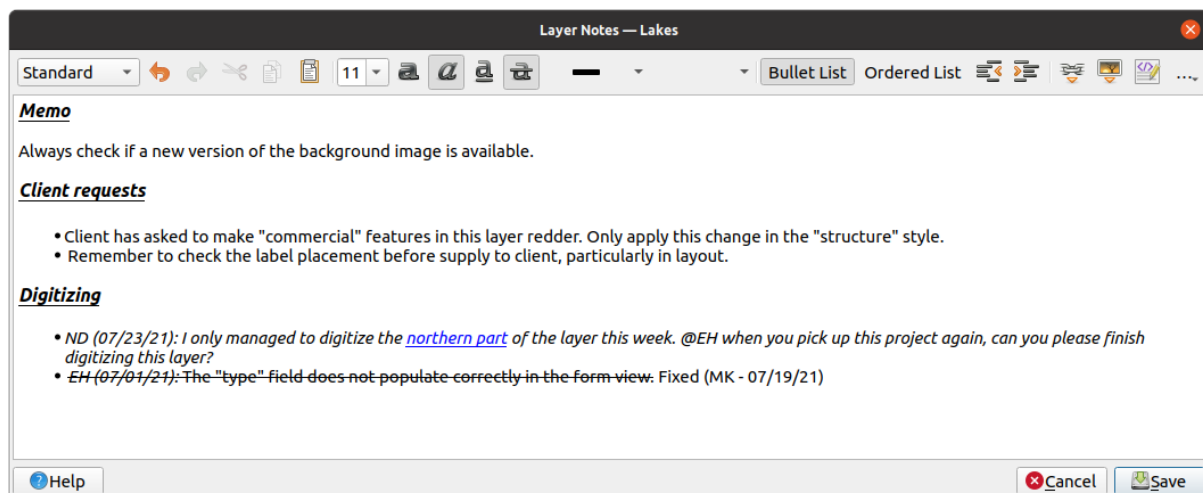 Layer Notes — Lakes
Standard 11 Bullet List Ordered List ...
Memo
Always check if a new version of the background image is available.
Client requests
• Client has asked to make "commercial" features in this layer redder. Only apply this change in the "structure" style.
• Remember to check the label placement before supply to client, particularly in layout.
Digitizing
• ND (07/23/21): I only managed to digitize the northern part of the layer this week. @EH when you pick up this project again, can you please finish
digitizing this layer?
• EH (07/01/21): The "type" field does not populate correctly in the form view. Fixed (MK - 07/19/21)
Help Cancel Save